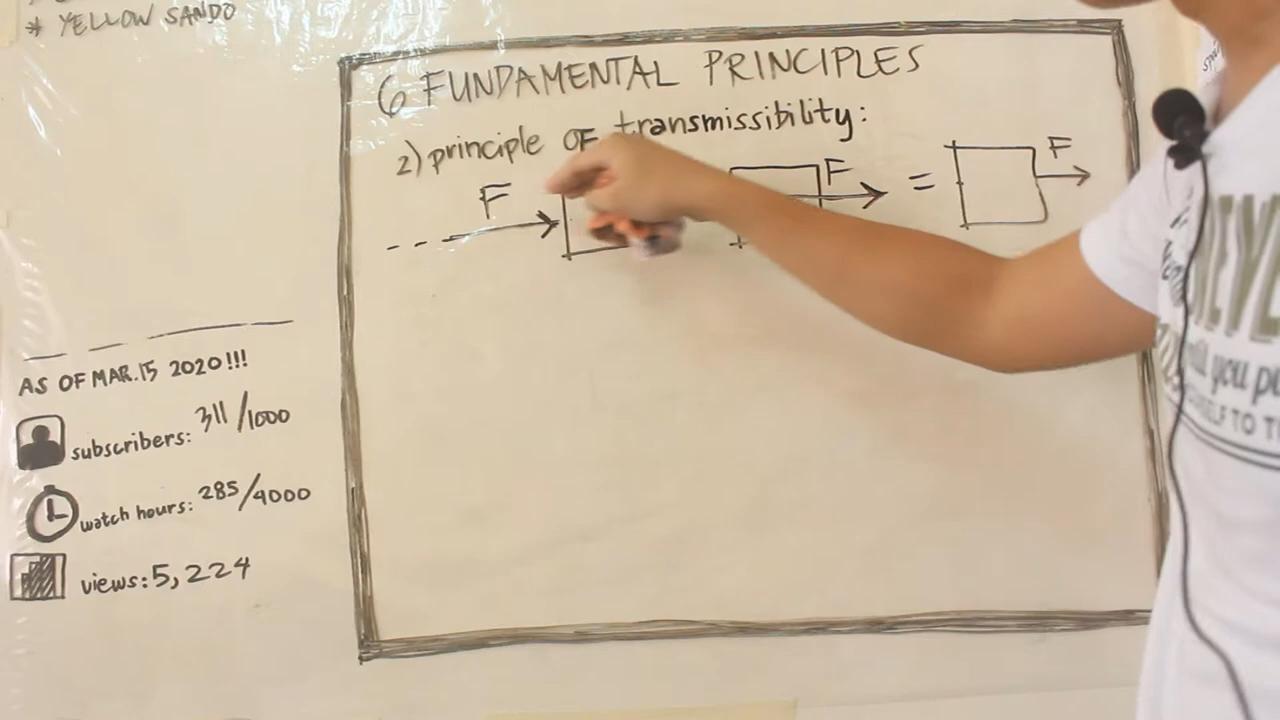 * YELLOW SANDO
6 FUNDAMENTAL PRINCIPLES
2) principle OF transmissibility:
F
F
=
F
AS OF MAR.15 2020!!!
subscribers: 311/1000
watch hours: 285/4000
views: 5,224